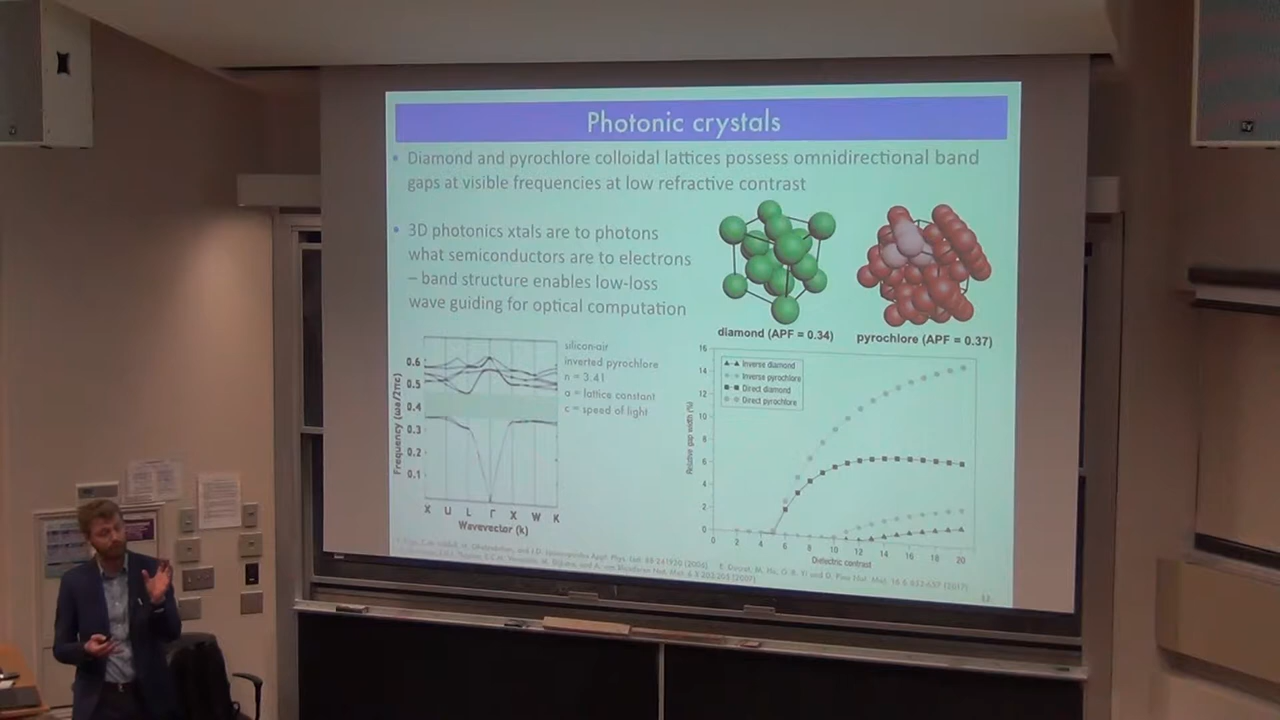 Photonic crystals
• Diamond and pyrochlore colloidal lattices possess omnidirectional band
gaps at visible frequencies at low refractive contrast
• 3D photonics xtals are to photons
what semiconductors are to electrons
– band structure enables low-loss
wave guiding for optical computation
diamond (APF = 0.34)
pyrochlore (APF = 0.37)
Frequency (ωa/2πc)
0.6
0.5
0.4
0.3
0.2
0.1
X U L Γ X W K
Wavevector (k)
silicon-air
inverted pyrochlore
n = 3.41
a = lattice constant
c = speed of light
Relative gap width (%)
16
14
12
10
8
6
4
2
0
Inverse diamond
Inverse pyrochlore
Direct diamond
Direct pyrochlore
0 2 4 6 8 10 12 14 16 18 20
Dielectric contrast
12